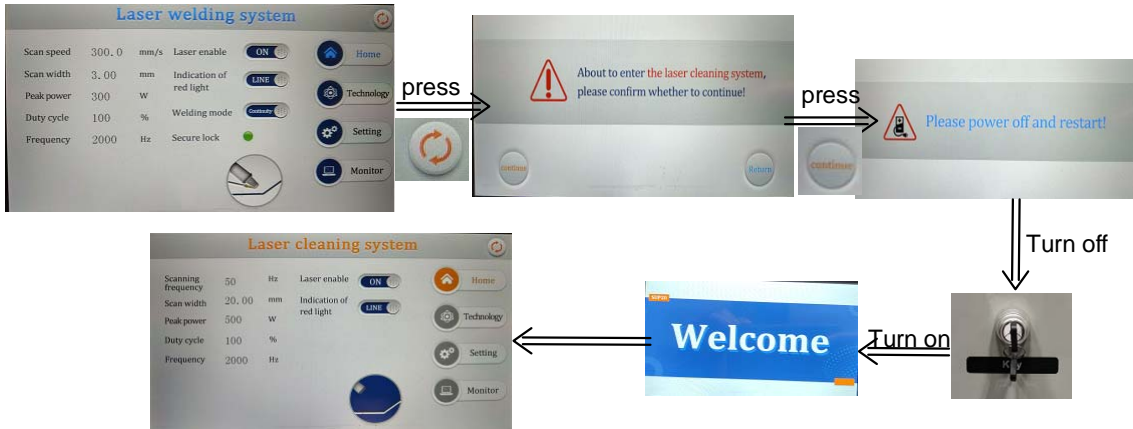 Laser welding system
Scan speed 300.0 mm/s Laser enable ON
Scan width 3.00 mm Indication of red light LINE
Peak power 300 W
Duty cycle 100 % Welding mode Continuity
Frequency 2000 Hz Secure lock
Home
Technology
Setting
Monitor
press
About to enter the laser cleaning system,
please confirm whether to continue!
continue
Return
press
continue
Please power off and restart!
Turn off
KEY
Turn on
Welcome
Laser cleaning system
Scanning frequency 50 Hz Laser enable ON
Scan width 20.00 mm Indication of red light LINE
Peak power 500 W
Duty cycle 100 %
Frequency 2000 Hz
Home
Technology
Setting
Monitor